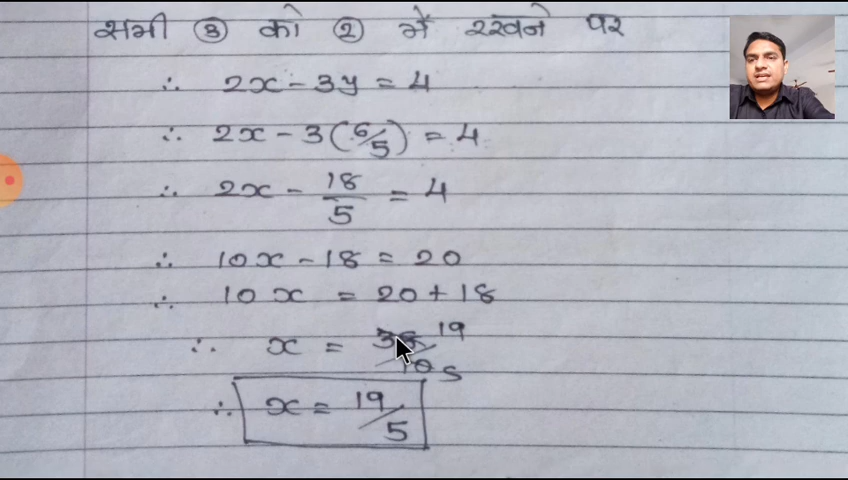 समी ③ को ② में रखने पर
∴ 2x - 3y = 4
∴ 2x - 3(6/5) = 4
∴ 2x - 18/5 = 4
∴ 10x - 18 = 20
∴ 10x = 20 + 18
∴ x = 38/10 19 5
∴ x = 19/5